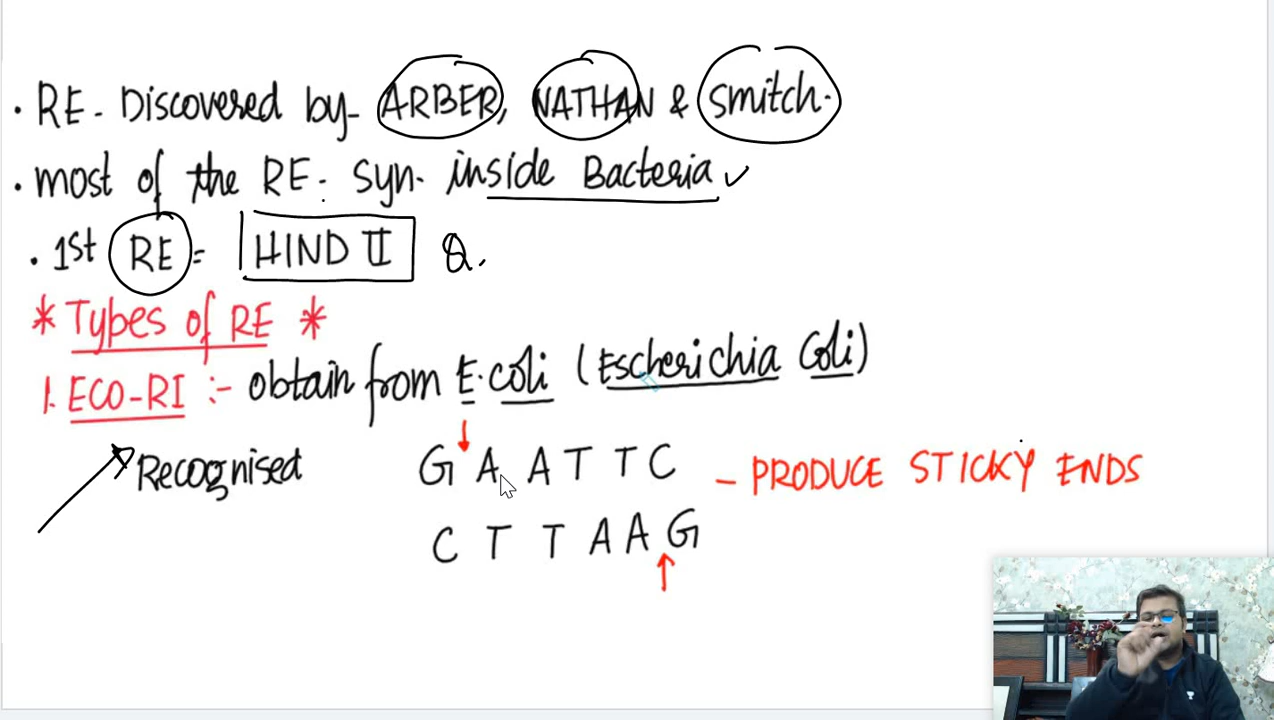 • RE - Discovered by - ARBER, NATHAN & Smitch.
• most of the RE. syn. inside Bacteria ✓
• 1st RE = HIND II Q.
* Types of RE *
1. ECO-RI :- obtain from E. coli (Escherichia Coli)
Recognised G A A T T C - PRODUCE STICKY ENDS
C T T A A G